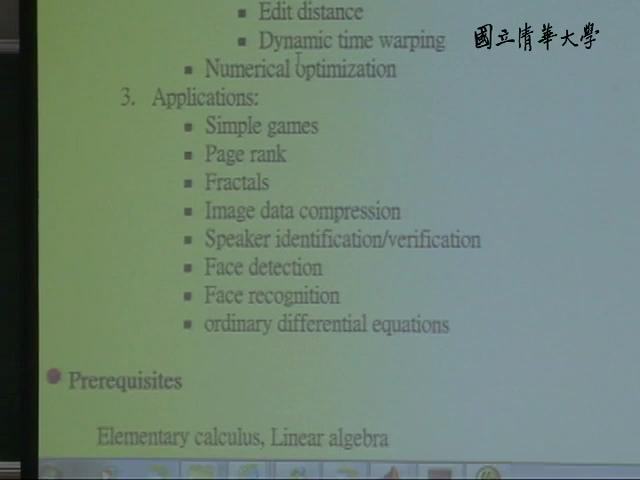 Edit distance
Dynamic time warping
國立清華大學
Numerical optimization
3. Applications:
Simple games
Page rank
Fractals
Image data compression
Speaker identification/verification
Face detection
Face recognition
ordinary differential equations
Prerequisites
Elementary calculus, Linear algebra